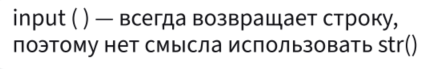 input ( ) — всегда возвращает строку,
поэтому нет смысла использовать str()